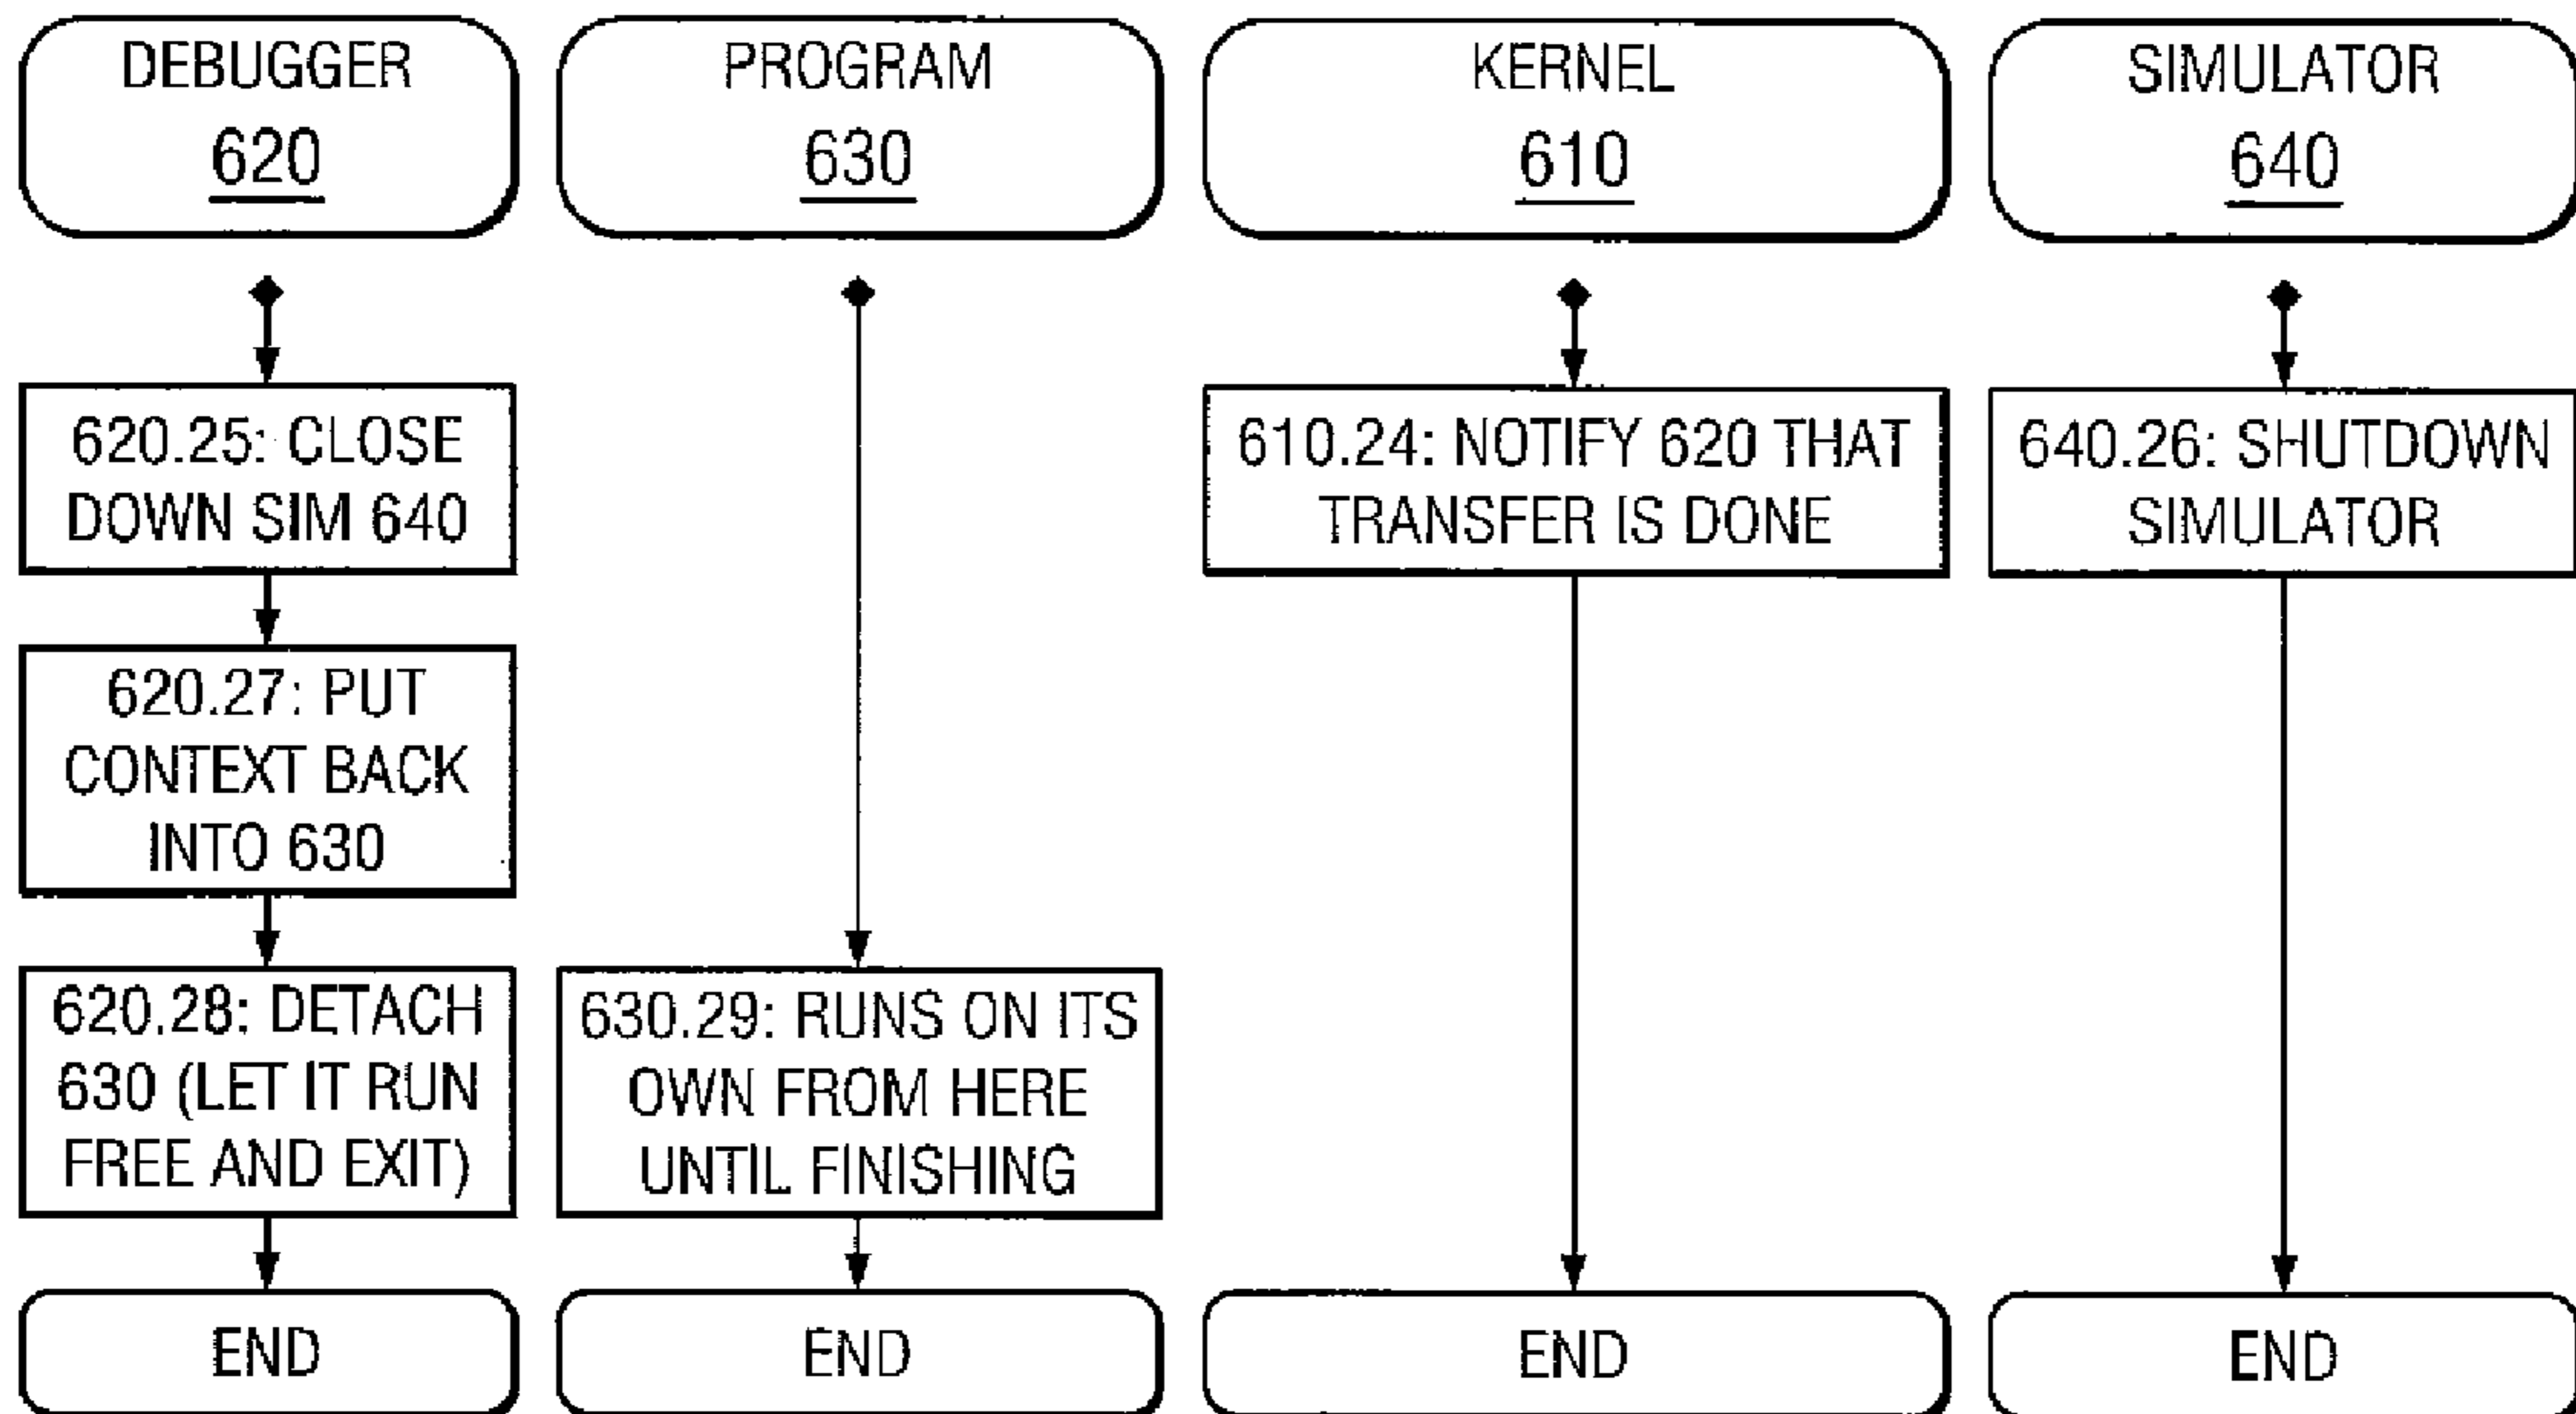 DEBUGGER
620
PROGRAM
630
KERNEL
610
SIMULATOR
640
620.25: CLOSE
DOWN SIM 640
610.24: NOTIFY 620 THAT
TRANSFER IS DONE
640.26: SHUTDOWN
SIMULATOR
620.27: PUT
CONTEXT BACK
INTO 630
620.28: DETACH
630 (LET IT RUN
FREE AND EXIT)
630.29: RUNS ON ITS
OWN FROM HERE
UNTIL FINISHING
END
END
END
END